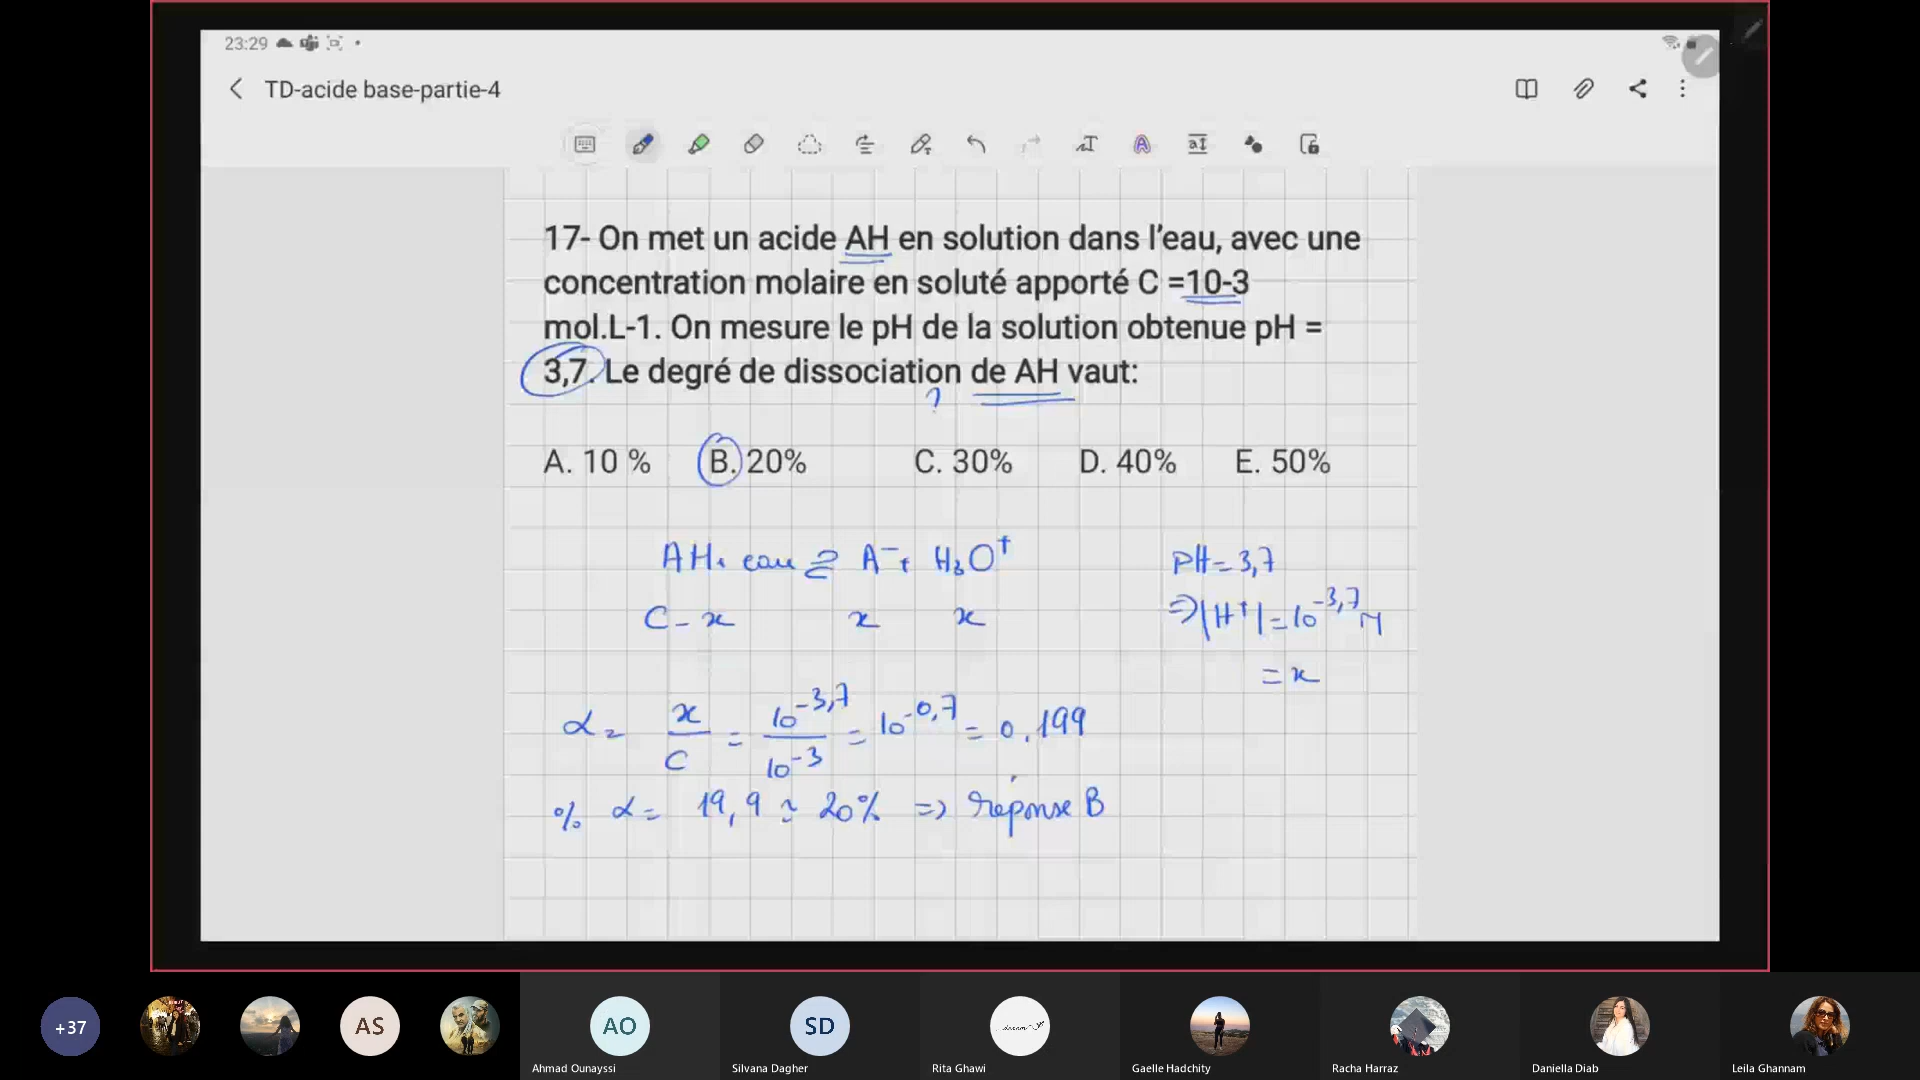 23:29
TD-acide base-partie-4
17- On met un acide AH en solution dans l'eau, avec une
concentration molaire en soluté apporté C =10-3
mol.L-1. On mesure le pH de la solution obtenue pH =
3,7. Le degré de dissociation de AH vaut:
?
A. 10 % B. 20% C. 30% D. 40% E. 50%
AH + eau ⇌ A⁻ + H₃O⁺
C - x x x
pH = 3,7
⇒ |H⁺| = 10⁻³,⁷ M
= x
α = x/C = 10⁻³,⁷/10⁻³ = 10⁻⁰,⁷ = 0.199
% α = 19,9 ≃ 20% ⇒ réponse B
+37
AS
AO
SD
dream
Ahmad Ounayssi
Silvana Dagher
Rita Ghawi
Gaelle Hadchity
Racha Harraz
Daniella Diab
Leila Ghannam